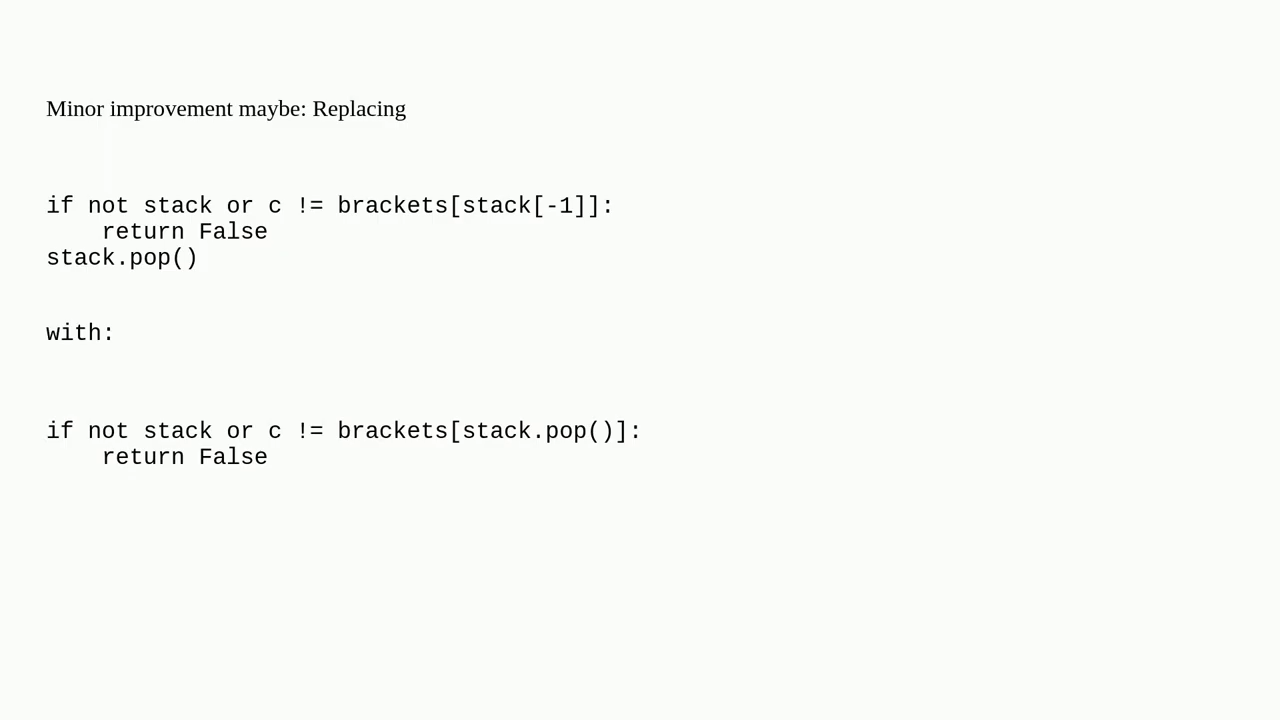 Minor improvement maybe: Replacing
if not stack or c != brackets[stack[-1]]:
    return False
stack.pop()
with:
if not stack or c != brackets[stack.pop()]:
    return False